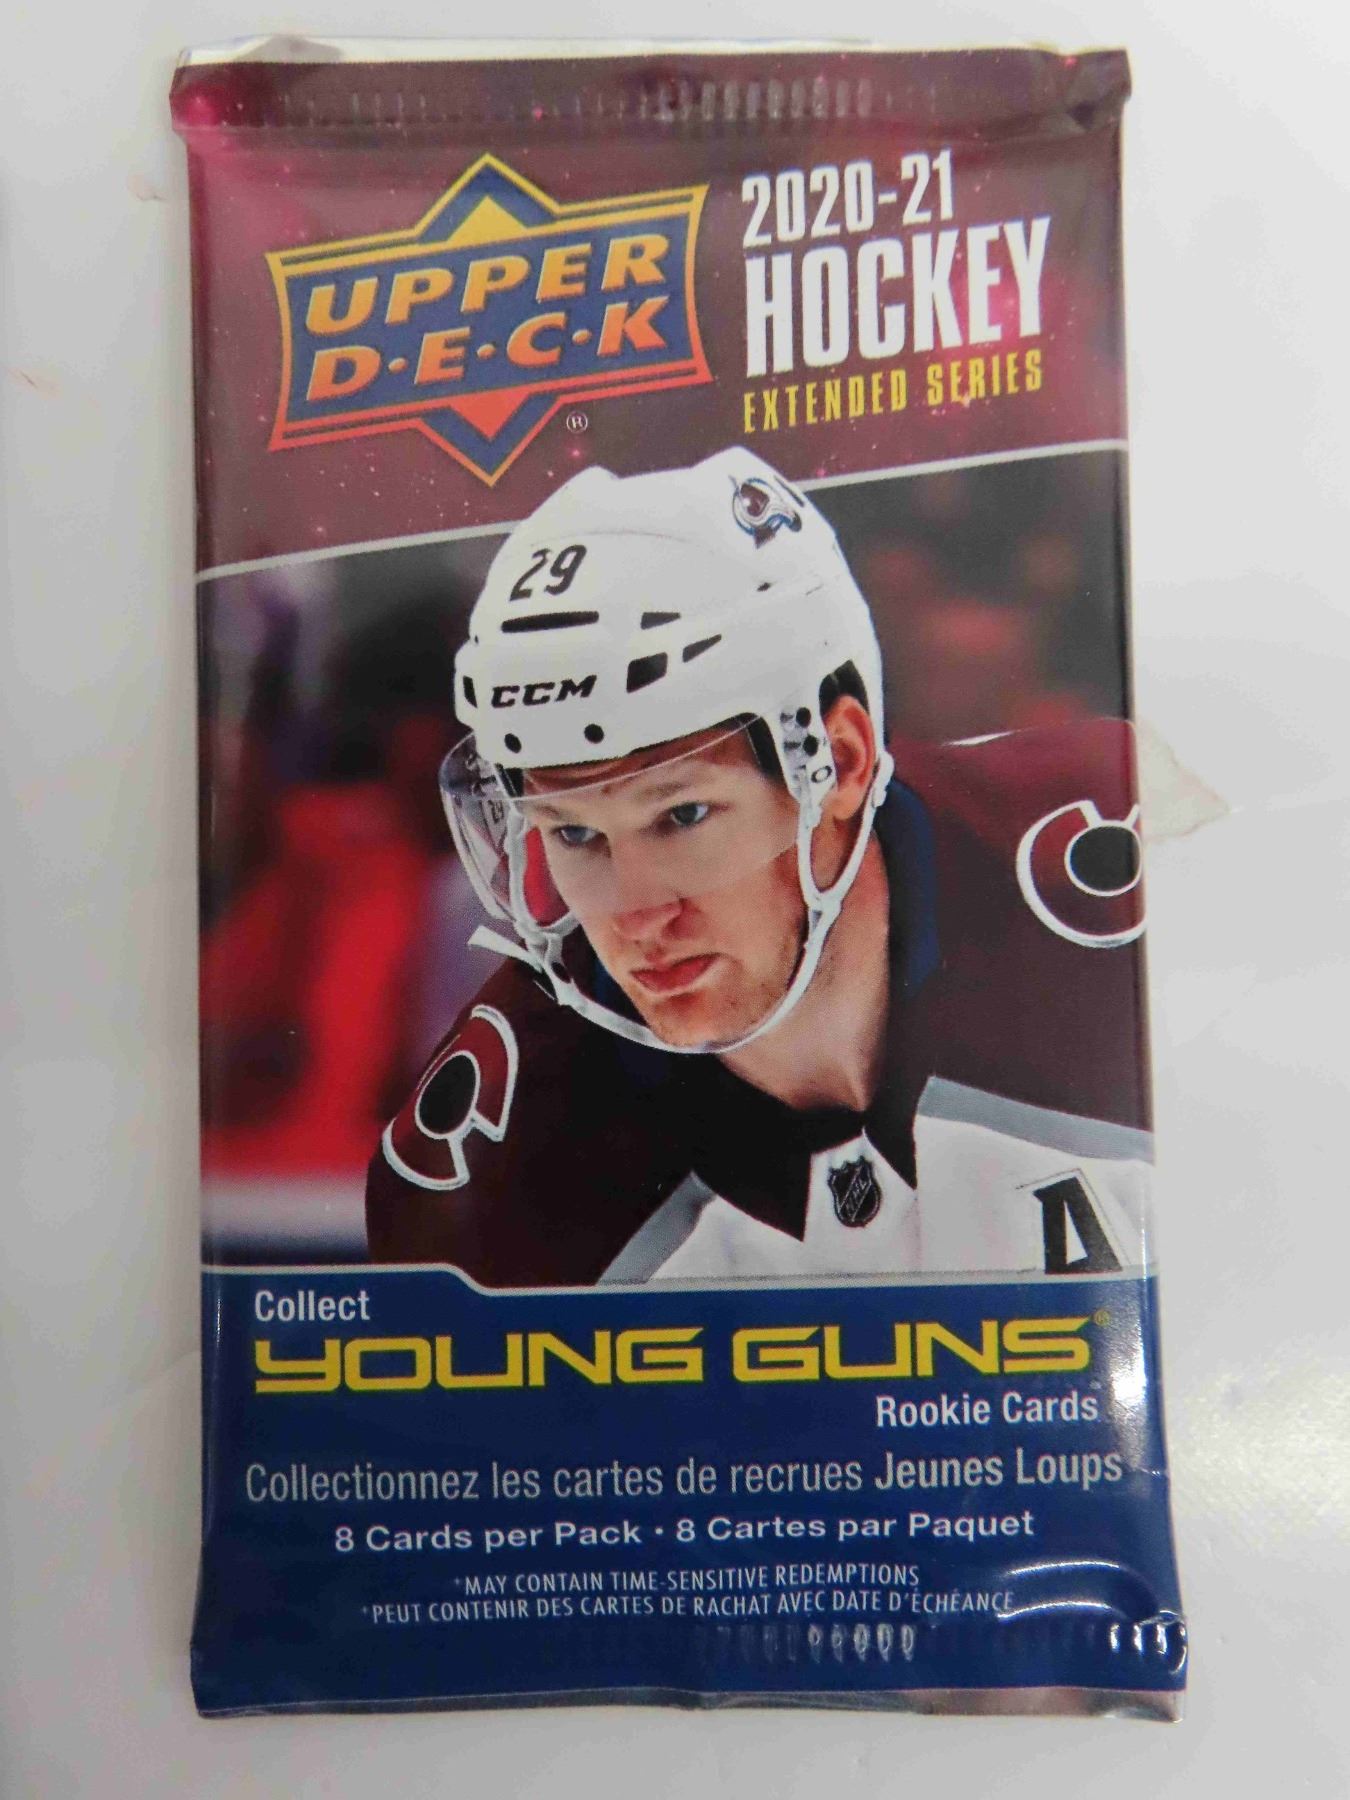 UPPER
D·E·C·K
®
2020-21
HOCKEY
EXTENDED SERIES
29
CCM
NHL
A
Collect
YOUNG GUNS®
Rookie Cards
Collectionnez les cartes de recrues Jeunes Loups
8 Cards per Pack · 8 Cartes par Paquet
*MAY CONTAIN TIME-SENSITIVE REDEMPTIONS
*PEUT CONTENIR DES CARTES DE RACHAT AVEC DATE D'ÉCHÉANCE